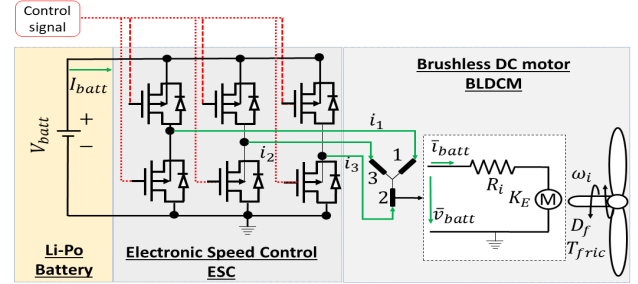 Control
signal
Brushless DC motor
BLDCM
I_batt
V_batt
+
−
i_1
i_2
i_3
1
3
2
i̅_batt
R_i
K_E
M
v̅_batt
ω_i
D_f
T_fric
Li-Po
Battery
Electronic Speed Control
ESC